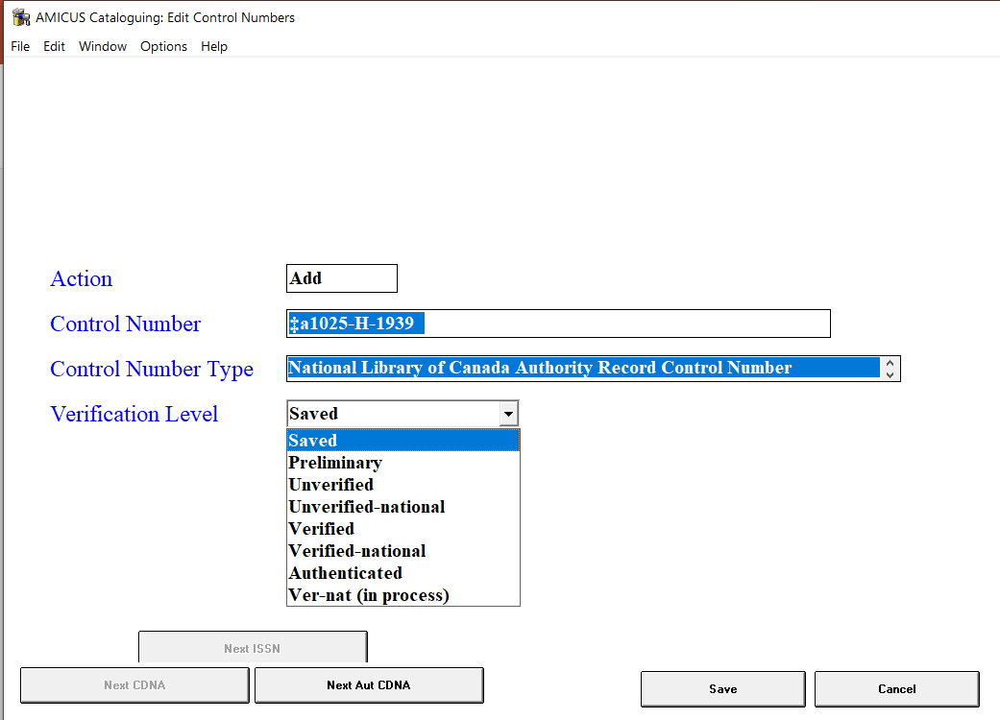 AMICUS Cataloguing: Edit Control Numbers
File Edit Window Options Help
Action Add
Control Number ‡a1025-H-1939
Control Number Type National Library of Canada Authority Record Control Number
Verification Level Saved
Saved
Preliminary
Unverified
Unverified-national
Verified
Verified-national
Authenticated
Ver-nat (in process)
Next ISSN
Next CDNA Next Aut CDNA Save Cancel